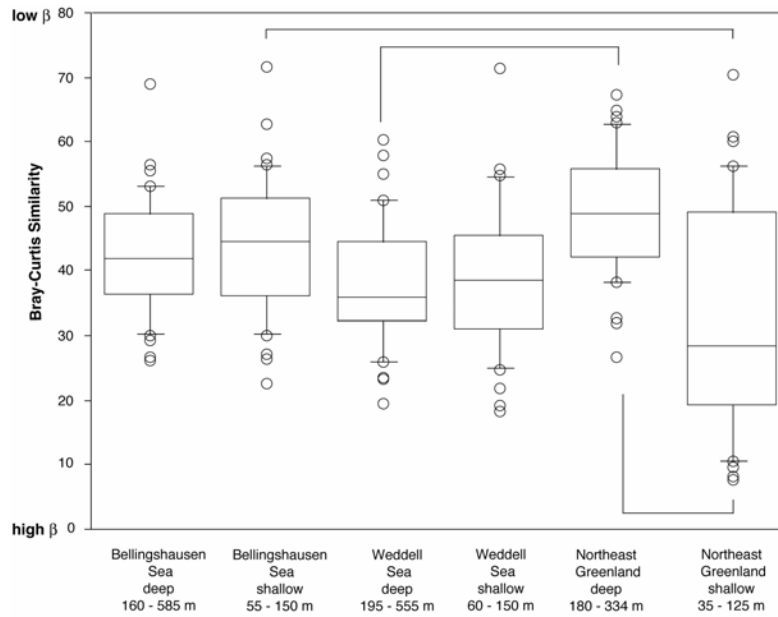 low β
80
70
60
50
40
30
20
10
0
high β
Bray-Curtis Similarity
Bellingshausen
Sea
deep
160 - 585 m
Bellingshausen
Sea
shallow
55 - 150 m
Weddell
Sea
deep
195 - 555 m
Weddell
Sea
shallow
60 - 150 m
Northeast
Greenland
deep
180 - 334 m
Northeast
Greenland
shallow
35 - 125 m